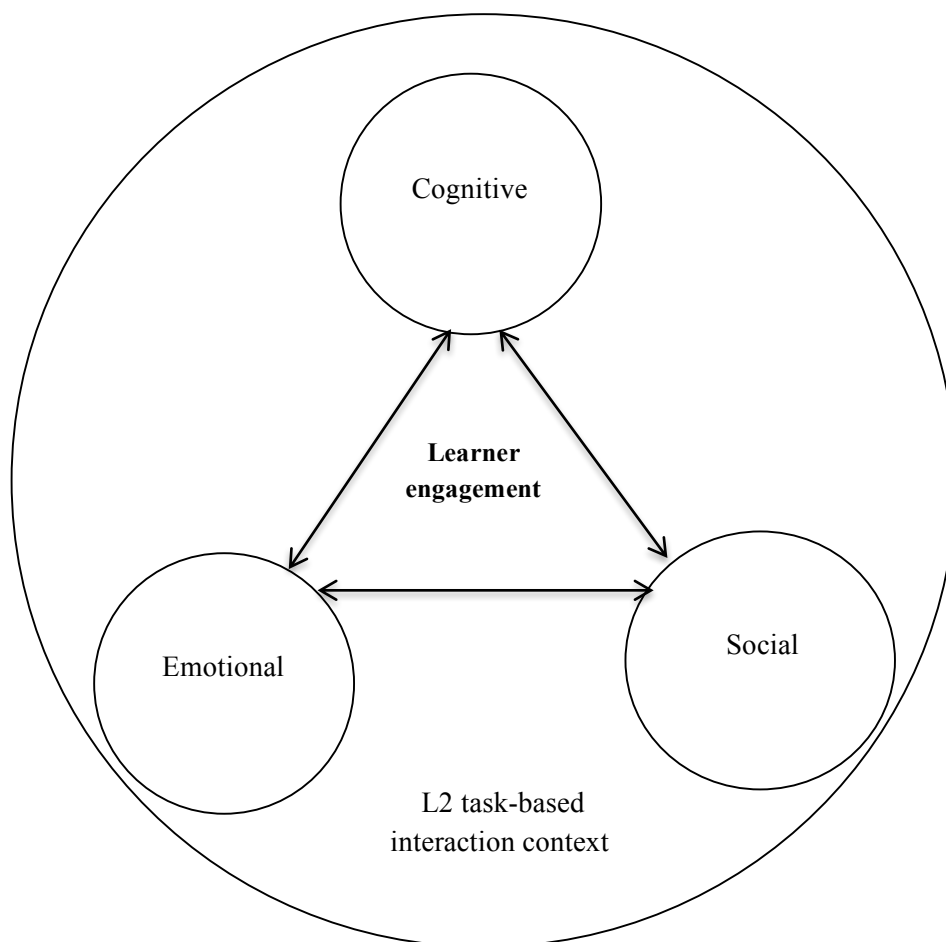 Cognitive
Learner
engagement
Emotional
Social
L2 task-based
interaction context